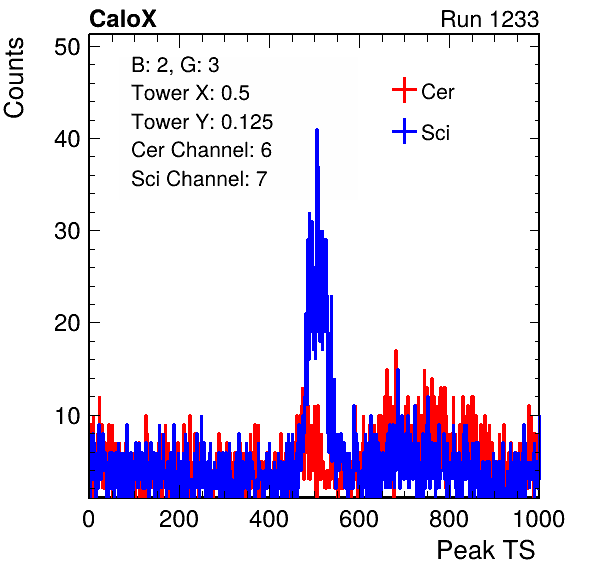 CaloX Run 1233
Counts
50
40
30
20
10
B: 2, G: 3
Tower X: 0.5
Tower Y: 0.125
Cer Channel: 6
Sci Channel: 7
Cer
Sci
0 200 400 600 800 1000
Peak TS